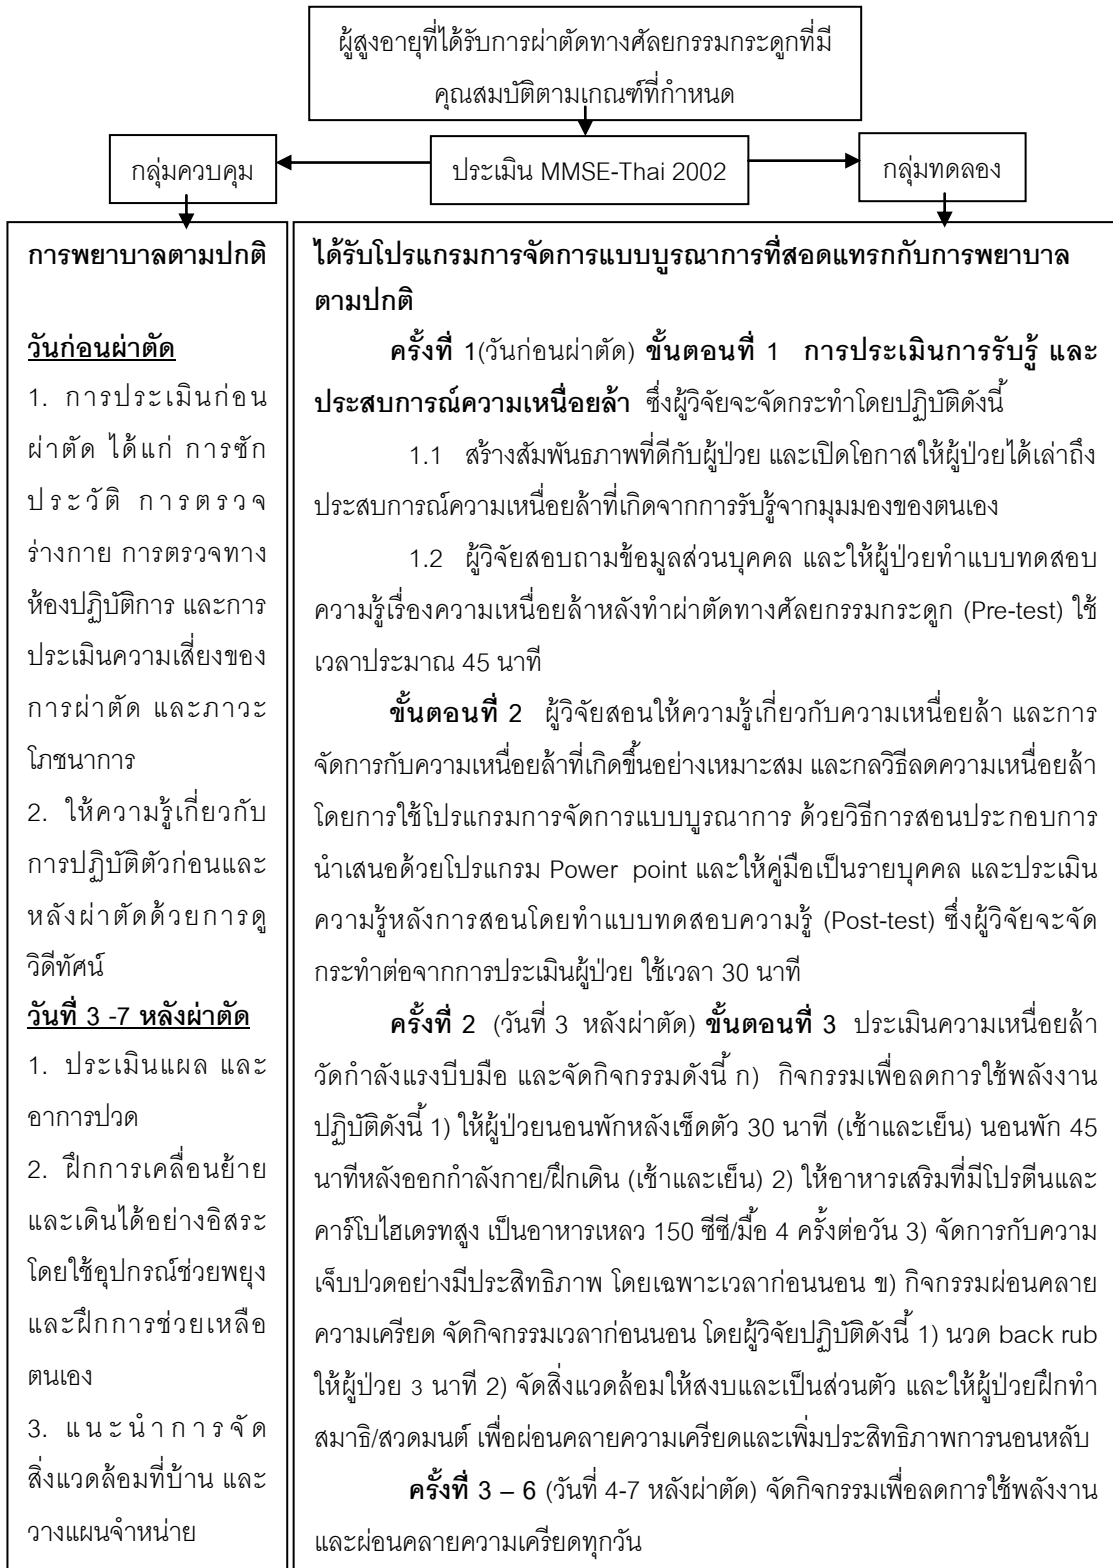 ผู้สูงอายุที่ได้รับการผ่าตัดทางศัลยกรรมกระดูกที่มี
คุณสมบัติตามเกณฑ์ที่กำหนด
กลุ่มควบคุม
ประเมิน MMSE-Thai 2002
กลุ่มทดลอง
การพยาบาลตามปกติ
วันก่อนผ่าตัด
1. การประเมินก่อน
ผ่าตัด ได้แก่ การซัก
ประวัติ การตรวจ
ร่างกาย การตรวจทาง
ห้องปฏิบัติการ และการ
ประเมินความเสี่ยงของ
การผ่าตัด และภาวะ
โภชนาการ
2. ให้ความรู้เกี่ยวกับ
การปฏิบัติตัวก่อนและ
หลังผ่าตัดด้วยการดู
วิดีทัศน์
วันที่ 3 -7 หลังผ่าตัด
1. ประเมินแผล และ
อาการปวด
2. ฝึกการเคลื่อนย้าย
และเดินได้อย่างอิสระ
โดยใช้อุปกรณ์ช่วยพยุง
และฝึกการช่วยเหลือ
ตนเอง
3. แนะนำการจัด
สิ่งแวดล้อมที่บ้าน และ
วางแผนจำหน่าย
ได้รับโปรแกรมการจัดการแบบบูรณาการที่สอดแทรกกับการพยาบาล
ตามปกติ
ครั้งที่ 1(วันก่อนผ่าตัด) ขั้นตอนที่ 1 การประเมินการรับรู้ และ
ประสบการณ์ความเหนื่อยล้า ซึ่งผู้วิจัยจะจัดกระทำโดยปฏิบัติดังนี้
1.1 สร้างสัมพันธภาพที่ดีกับผู้ป่วย และเปิดโอกาสให้ผู้ป่วยได้เล่าถึง
ประสบการณ์ความเหนื่อยล้าที่เกิดจากการรับรู้จากมุมมองของตนเอง
1.2 ผู้วิจัยสอบถามข้อมูลส่วนบุคคล และให้ผู้ป่วยทำแบบทดสอบ
ความรู้เรื่องความเหนื่อยล้าหลังทำผ่าตัดทางศัลยกรรมกระดูก (Pre-test) ใช้
เวลาประมาณ 45 นาที
ขั้นตอนที่ 2 ผู้วิจัยสอนให้ความรู้เกี่ยวกับความเหนื่อยล้า และการ
จัดการกับความเหนื่อยล้าที่เกิดขึ้นอย่างเหมาะสม และกลวิธีลดความเหนื่อยล้า
โดยการใช้โปรแกรมการจัดการแบบบูรณาการ ด้วยวิธีการสอนประกอบการ
นำเสนอด้วยโปรแกรม Power point และให้คู่มือเป็นรายบุคคล และประเมิน
ความรู้หลังการสอนโดยทำแบบทดสอบความรู้ (Post-test) ซึ่งผู้วิจัยจะจัด
กระทำต่อจากการประเมินผู้ป่วย ใช้เวลา 30 นาที
ครั้งที่ 2 (วันที่ 3 หลังผ่าตัด) ขั้นตอนที่ 3 ประเมินความเหนื่อยล้า
วัดกำลังแรงบีบมือ และจัดกิจกรรมดังนี้ ก) กิจกรรมเพื่อลดการใช้พลังงาน
ปฏิบัติดังนี้ 1) ให้ผู้ป่วยนอนพักหลังเช็ดตัว 30 นาที (เช้าและเย็น) นอนพัก 45
นาทีหลังออกกำลังกาย/ฝึกเดิน (เช้าและเย็น) 2) ให้อาหารเสริมที่มีโปรตีนและ
คาร์โบไฮเดรทสูง เป็นอาหารเหลว 150 ซีซี/มื้อ 4 ครั้งต่อวัน 3) จัดการกับความ
เจ็บปวดอย่างมีประสิทธิภาพ โดยเฉพาะเวลาก่อนนอน ข) กิจกรรมผ่อนคลาย
ความเครียด จัดกิจกรรมเวลาก่อนนอน โดยผู้วิจัยปฏิบัติดังนี้ 1) นวด back rub
ให้ผู้ป่วย 3 นาที 2) จัดสิ่งแวดล้อมให้สงบและเป็นส่วนตัว และให้ผู้ป่วยฝึกทำ
สมาธิ/สวดมนต์ เพื่อผ่อนคลายความเครียดและเพิ่มประสิทธิภาพการนอนหลับ
ครั้งที่ 3 – 6 (วันที่ 4-7 หลังผ่าตัด) จัดกิจกรรมเพื่อลดการใช้พลังงาน
และผ่อนคลายความเครียดทุกวัน